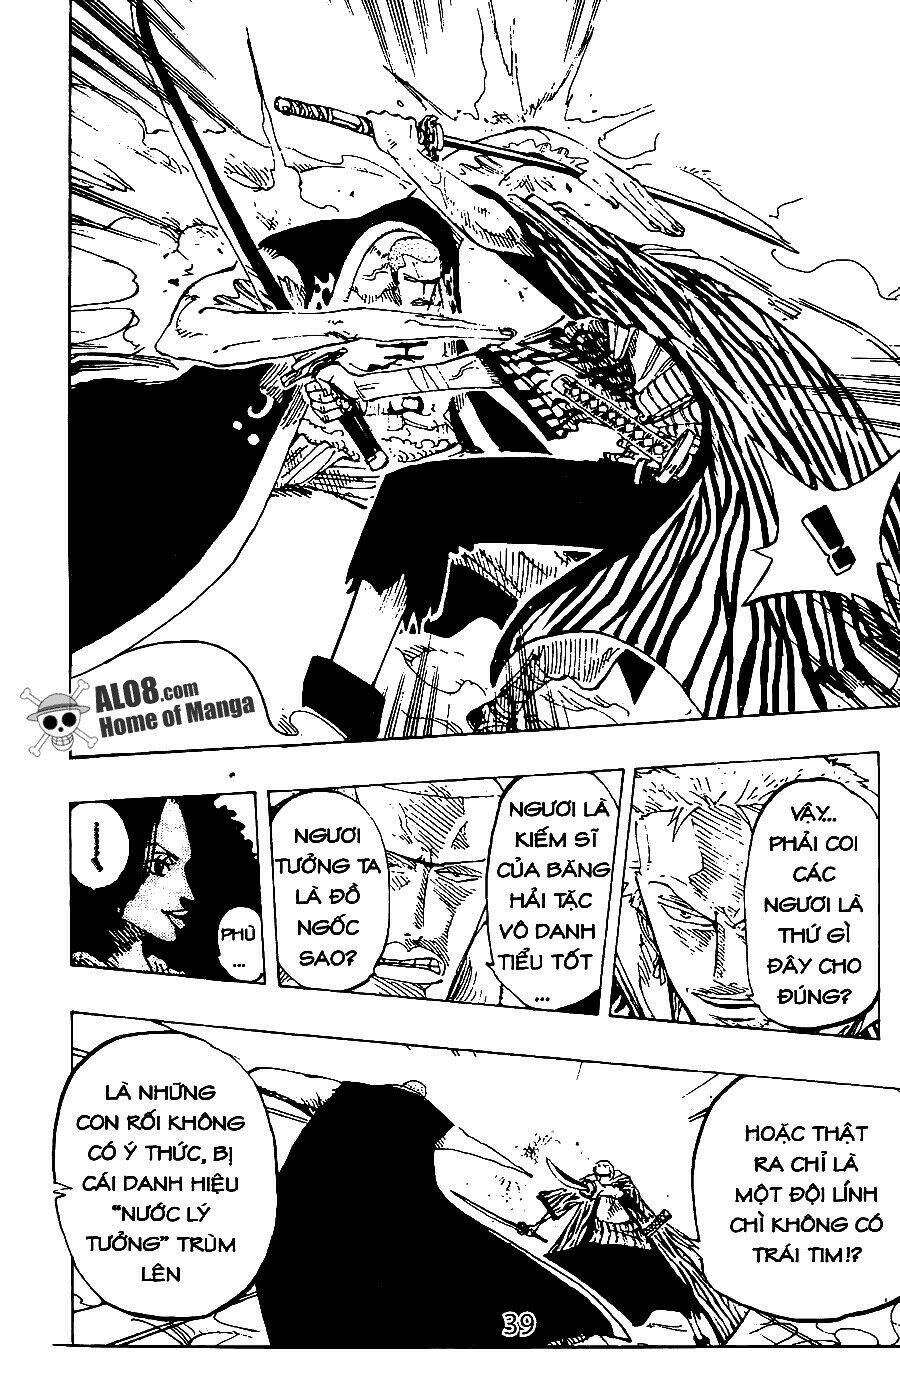 !
AL08.com
Home of Manga
VẬY...
PHẢI COI
CÁC
NGƯƠI LÀ
THỨ GÌ
ĐÂY CHO
ĐÚNG?
NGƯƠI LÀ
KIẾM SĨ
CỦA BĂNG
HẢI TẶC
VÔ DANH
TIỂU TỐT
...
NGƯƠI
TƯỞNG TA
LÀ ĐỒ
NGỐC
SAO?
..........
PHÙ
...
HOẶC THẬT
RA CHỈ LÀ
MỘT ĐỘI LÍNH
CHÌ KHÔNG CÓ
TRÁI TIM!?
LÀ NHỮNG
CON RỐI KHÔNG
CÓ Ý THỨC, BỊ
CÁI DANH HIỆU
"NƯỚC LÝ
TƯỞNG" TRÙM
LÊN
39